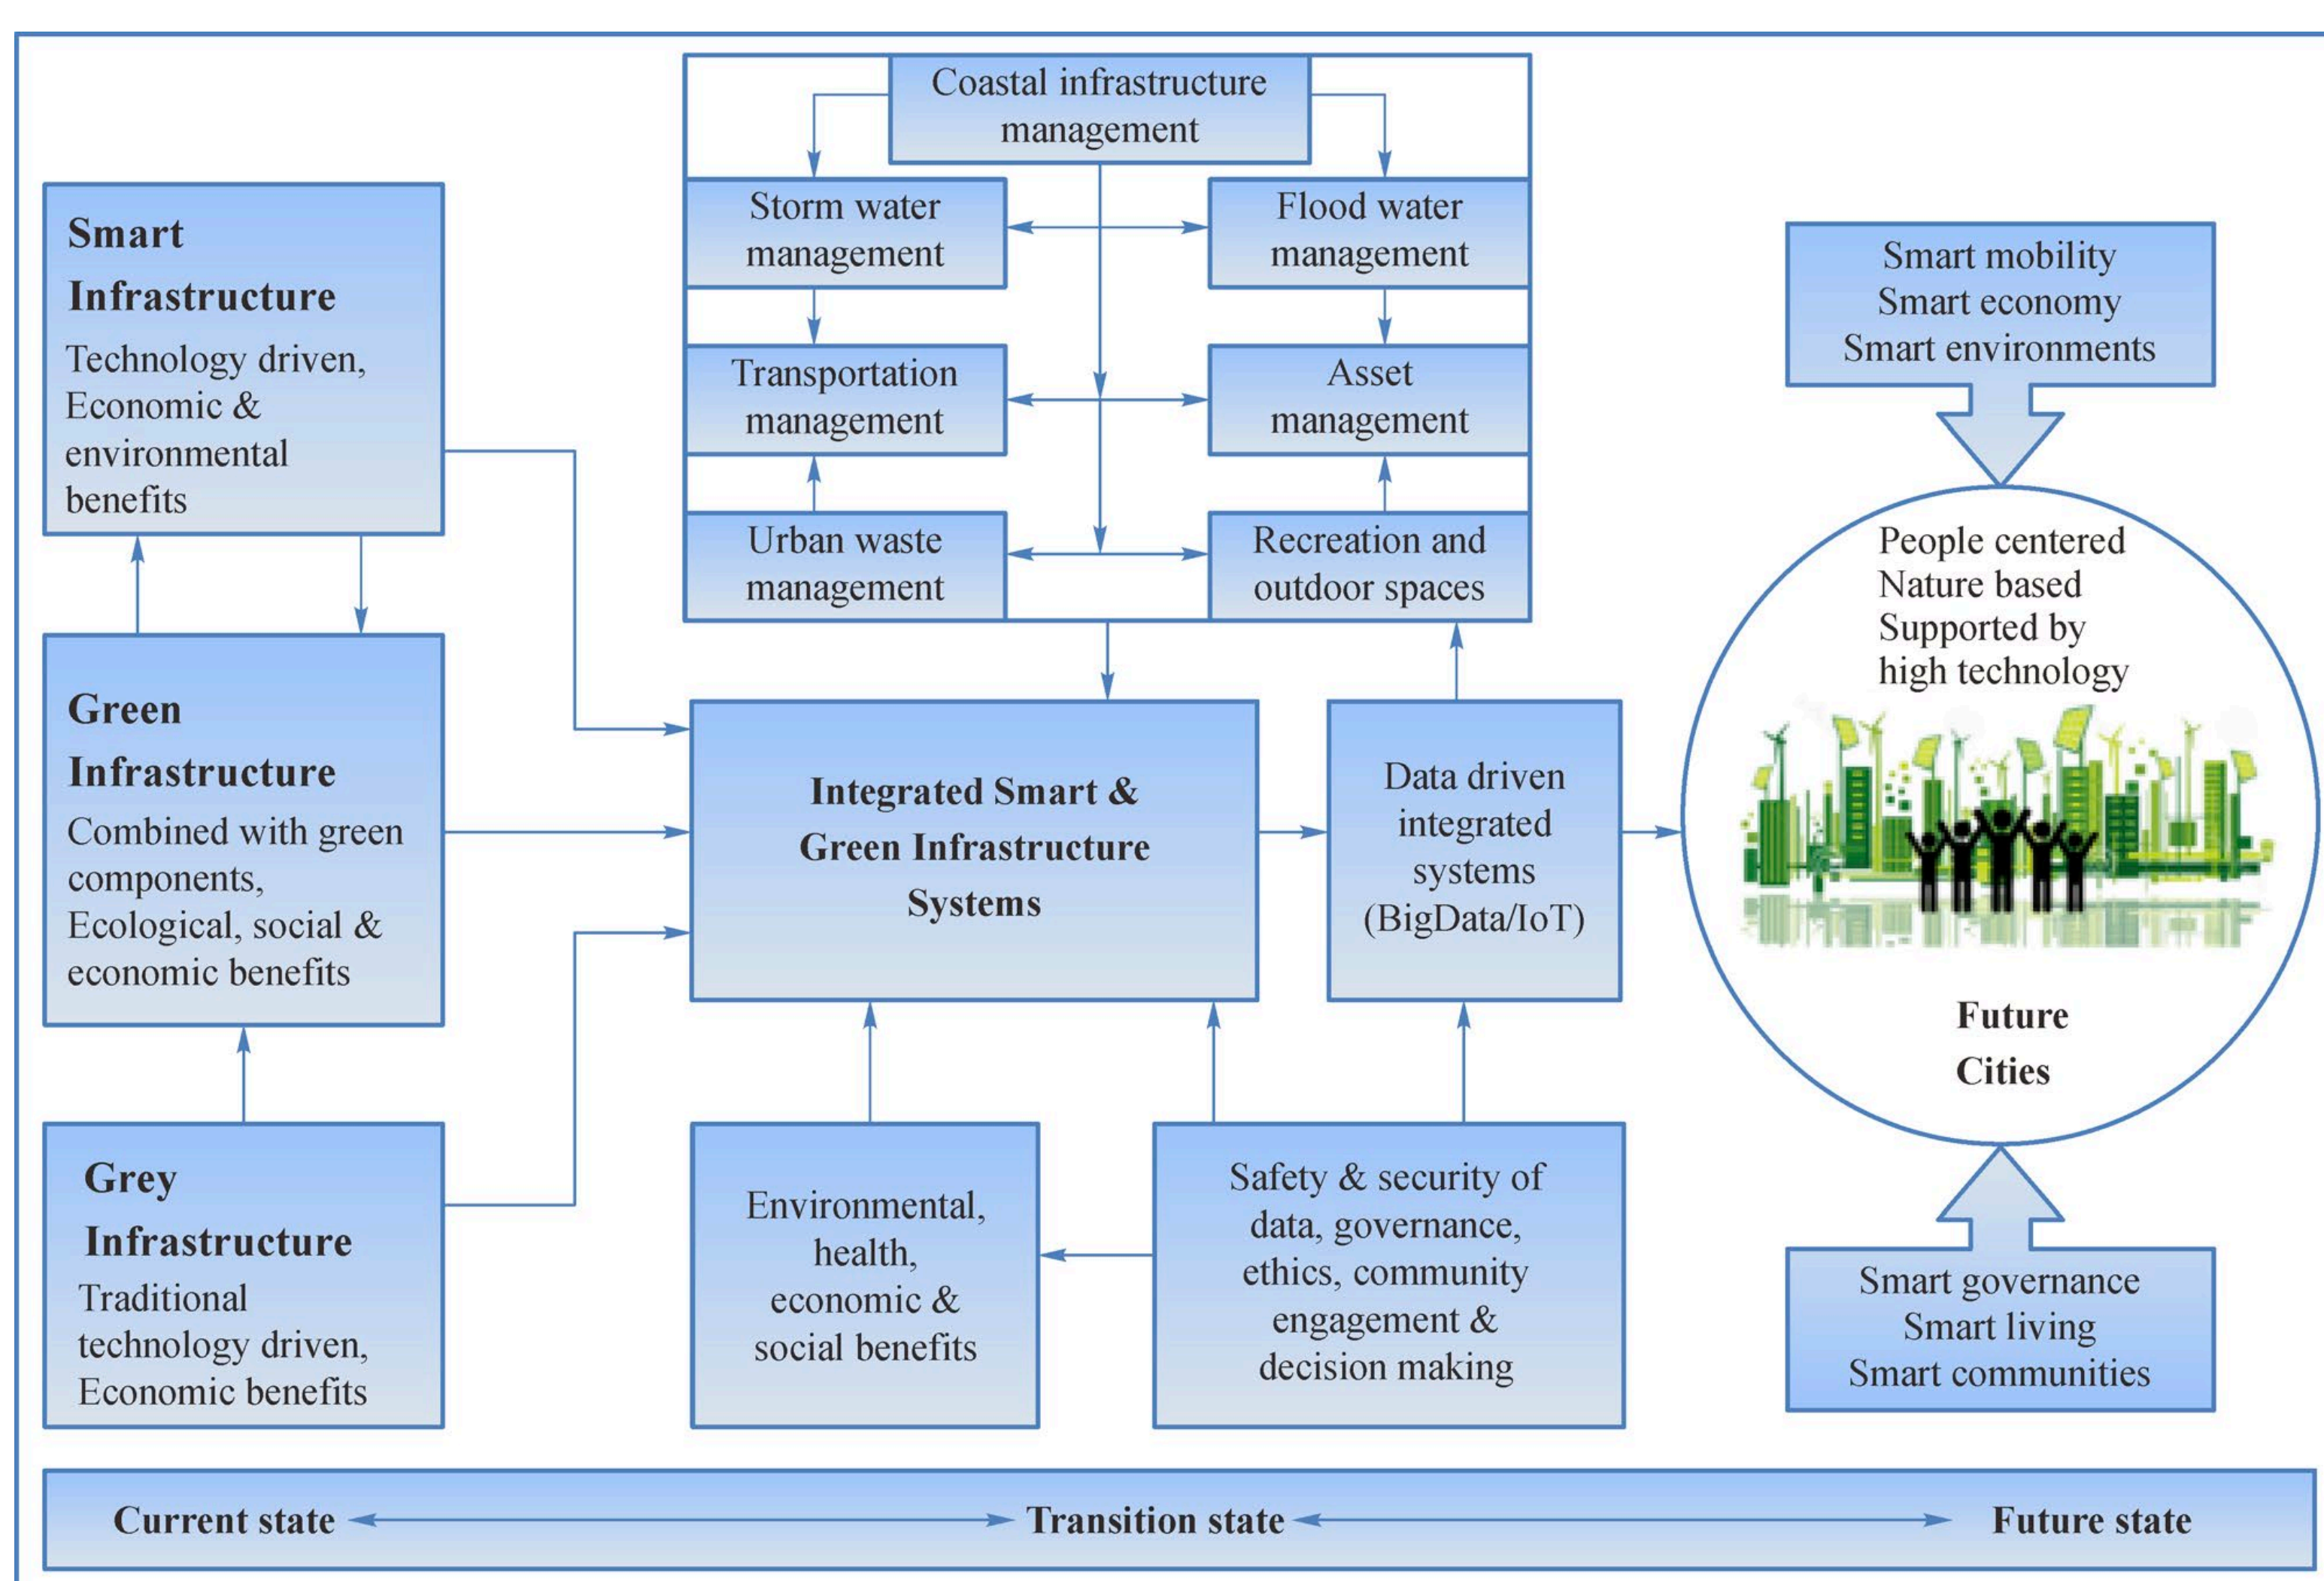 Smart
Infrastructure
Technology driven,
Economic &
environmental
benefits
Green
Infrastructure
Combined with green
components,
Ecological, social &
economic benefits
Grey
Infrastructure
Traditional
technology driven,
Economic benefits
Coastal infrastructure
management
Storm water
management
Flood water
management
Transportation
management
Asset
management
Urban waste
management
Recreation and
outdoor spaces
Integrated Smart &
Green Infrastructure
Systems
Data driven
integrated
systems
(BigData/IoT)
Environmental,
health,
economic &
social benefits
Safety & security of
data, governance,
ethics, community
engagement &
decision making
Smart mobility
Smart economy
Smart environments
People centered
Nature based
Supported by
high technology
Future
Cities
Smart governance
Smart living
Smart communities
Current state
Transition state
Future state